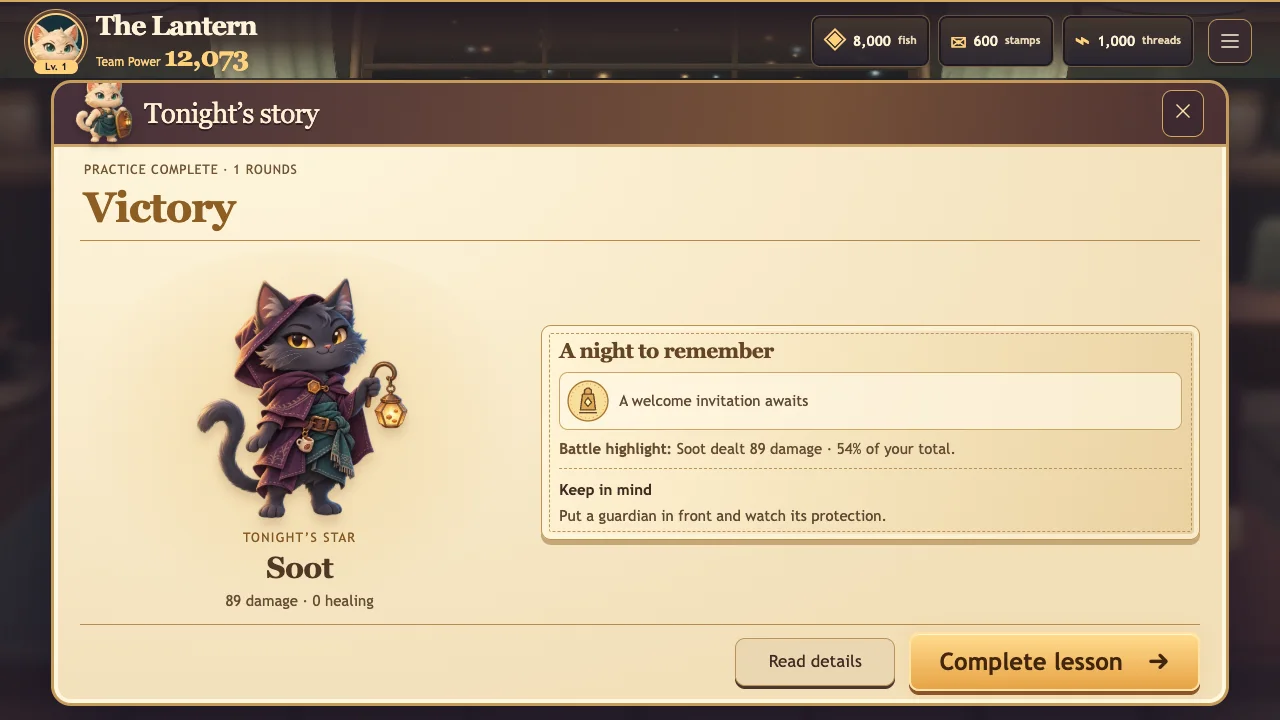 The Lantern
Team Power 12,073
Lv. 1
8,000 fish
600 stamps
1,000 threads
Tonight’s story
PRACTICE COMPLETE · 1 ROUNDS
Victory
TONIGHT’S STAR
Soot
89 damage · 0 healing
A night to remember
A welcome invitation awaits
Battle highlight: Soot dealt 89 damage · 54% of your total.
Keep in mind
Put a guardian in front and watch its protection.
Read details
Complete lesson →